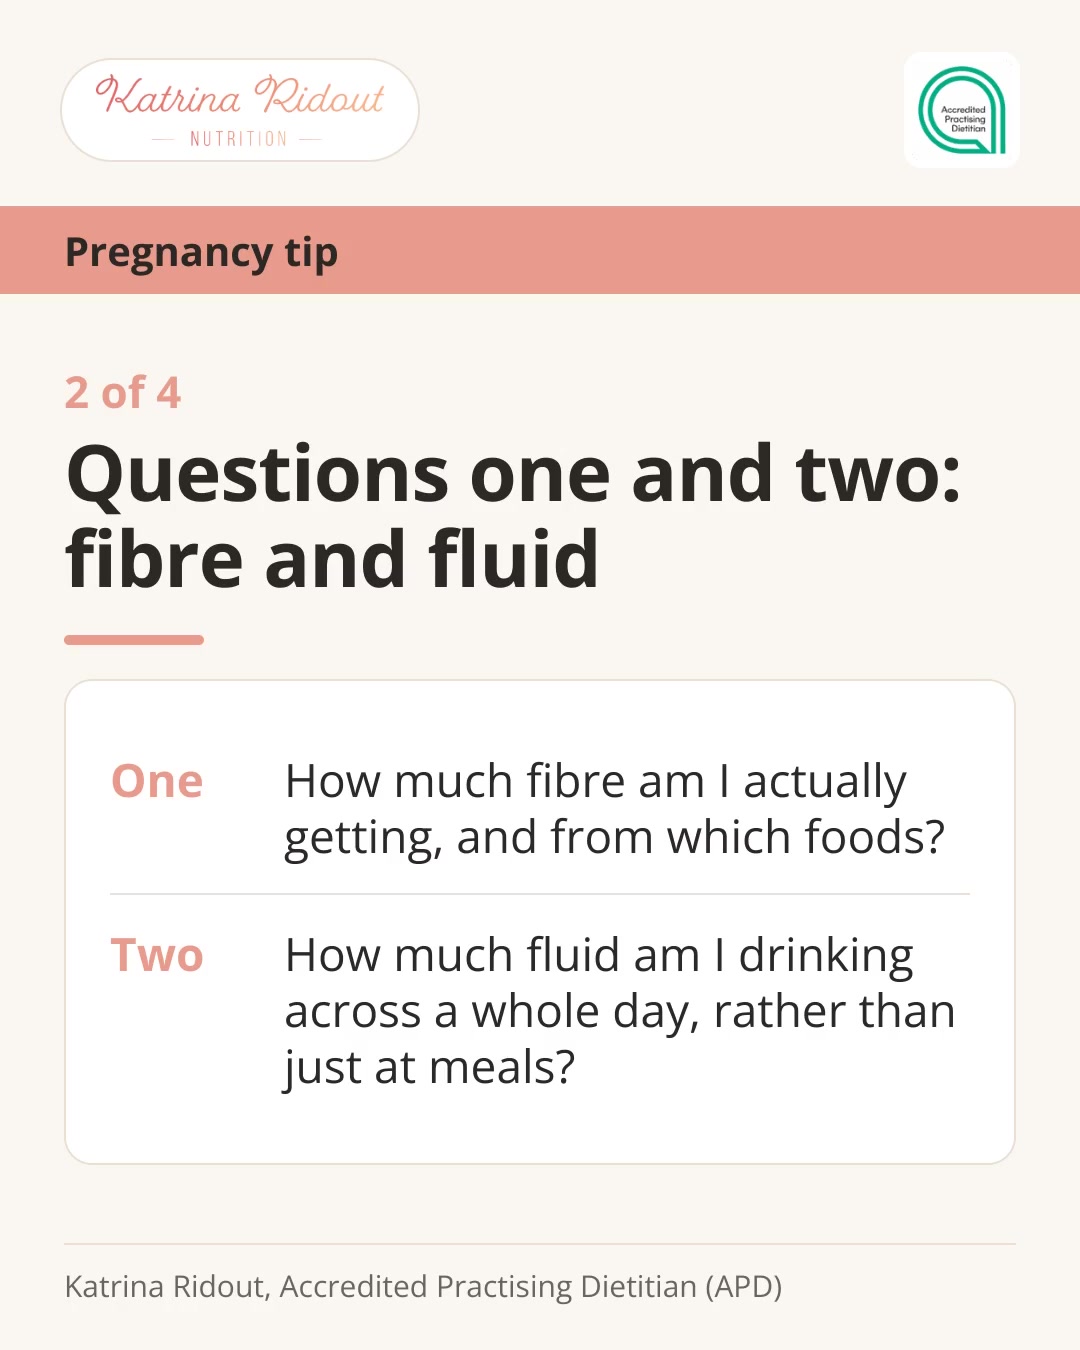 Katrina Ridout
NUTRITION
Accredited
Practising
Dietitian
Pregnancy tip
2 of 4
Questions one and two:
fibre and fluid
One
How much fibre am I actually
getting, and from which foods?
Two
How much fluid am I drinking
across a whole day, rather than
just at meals?
Katrina Ridout, Accredited Practising Dietitian (APD)